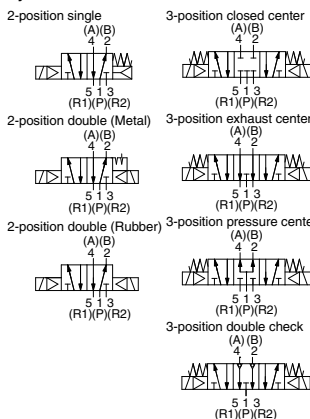 2-position single
(A)(B)
4 2
5 1 3
(R1)(P)(R2)
2-position double (Metal)
(A)(B)
4 2
5 1 3
(R1)(P)(R2)
2-position double (Rubber)
(A)(B)
4 2
5 1 3
(R1)(P)(R2)
3-position closed center
(A)(B)
4 2
5 1 3
(R1)(P)(R2)
3-position exhaust center
(A)(B)
4 2
5 1 3
(R1)(P)(R2)
3-position pressure cente
(A)(B)
4 2
5 1 3
(R1)(P)(R2)
3-position double check
(A) (B)
4 2
5 1 3
(R1)(P)(R2)